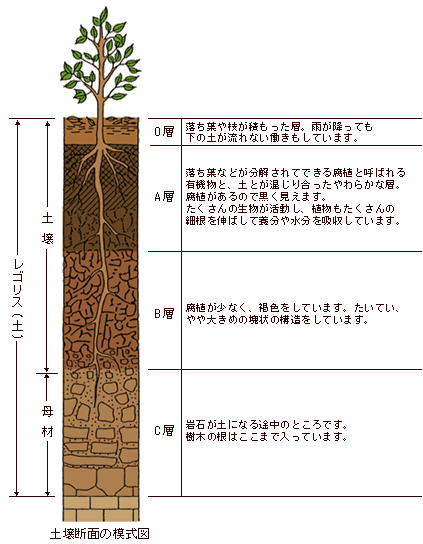 O層
落ち葉や枝が積もった層。雨が降っても
下の土が流れない働きもしています。
A層
落ち葉などが分解されてできる腐植と呼ばれる
有機物と、土とが混じり合ったやわらかな層。
腐植があるので黒く見えます。
たくさんの生物が活動し、植物もたくさんの
細根を伸ばして養分や水分を吸収しています。
B層
腐植が少なく、褐色をしています。たいてい、
やや大きめの塊状の構造をしています。
C層
岩石が土になる途中のところです。
樹木の根はここまで入っています。
レゴリス(土)
土壌
母材
土壌断面の模式図